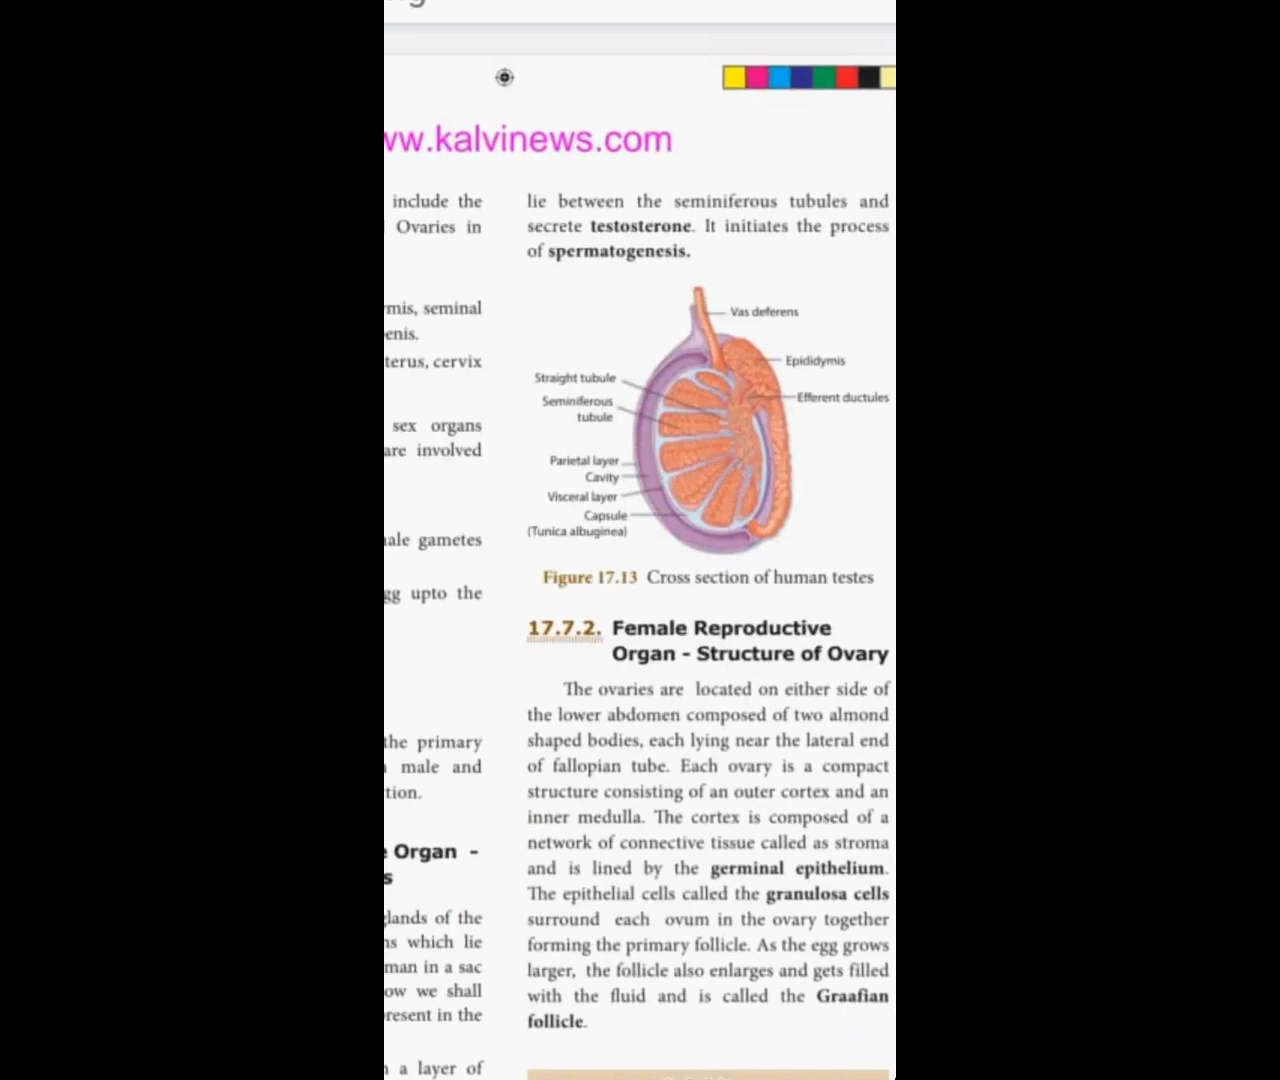 ww.kalvinews.com
include the
Ovaries in
mis, seminal
enis.
terus, cervix
sex organs
are involved
ale gametes
gg upto the
the primary
male and
tion.
Organ -
s
glands of the
ns which lie
man in a sac
ow we shall
present in the
a layer of
lie between the seminiferous tubules and
secrete testosterone. It initiates the process
of spermatogenesis.
Vas deferens
Epididymis
Straight tubule
Efferent ductules
Seminiferous
tubule
Parietal layer
Cavity
Visceral layer
Capsule
(Tunica albuginea)
Figure 17.13 Cross section of human testes
17.7.2. Female Reproductive
Organ - Structure of Ovary
The ovaries are located on either side of
the lower abdomen composed of two almond
shaped bodies, each lying near the lateral end
of fallopian tube. Each ovary is a compact
structure consisting of an outer cortex and an
inner medulla. The cortex is composed of a
network of connective tissue called as stroma
and is lined by the germinal epithelium.
The epithelial cells called the granulosa cells
surround each ovum in the ovary together
forming the primary follicle. As the egg grows
larger, the follicle also enlarges and gets filled
with the fluid and is called the Graafian
follicle.